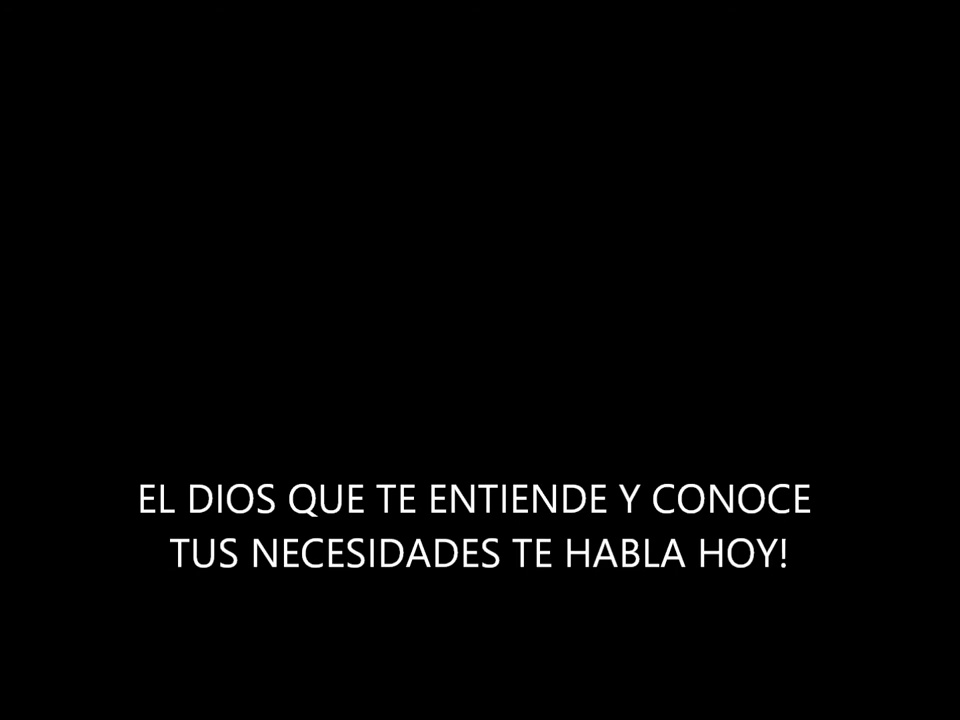 EL DIOS QUE TE ENTIENDE Y CONOCE
TUS NECESIDADES TE HABLA HOY!